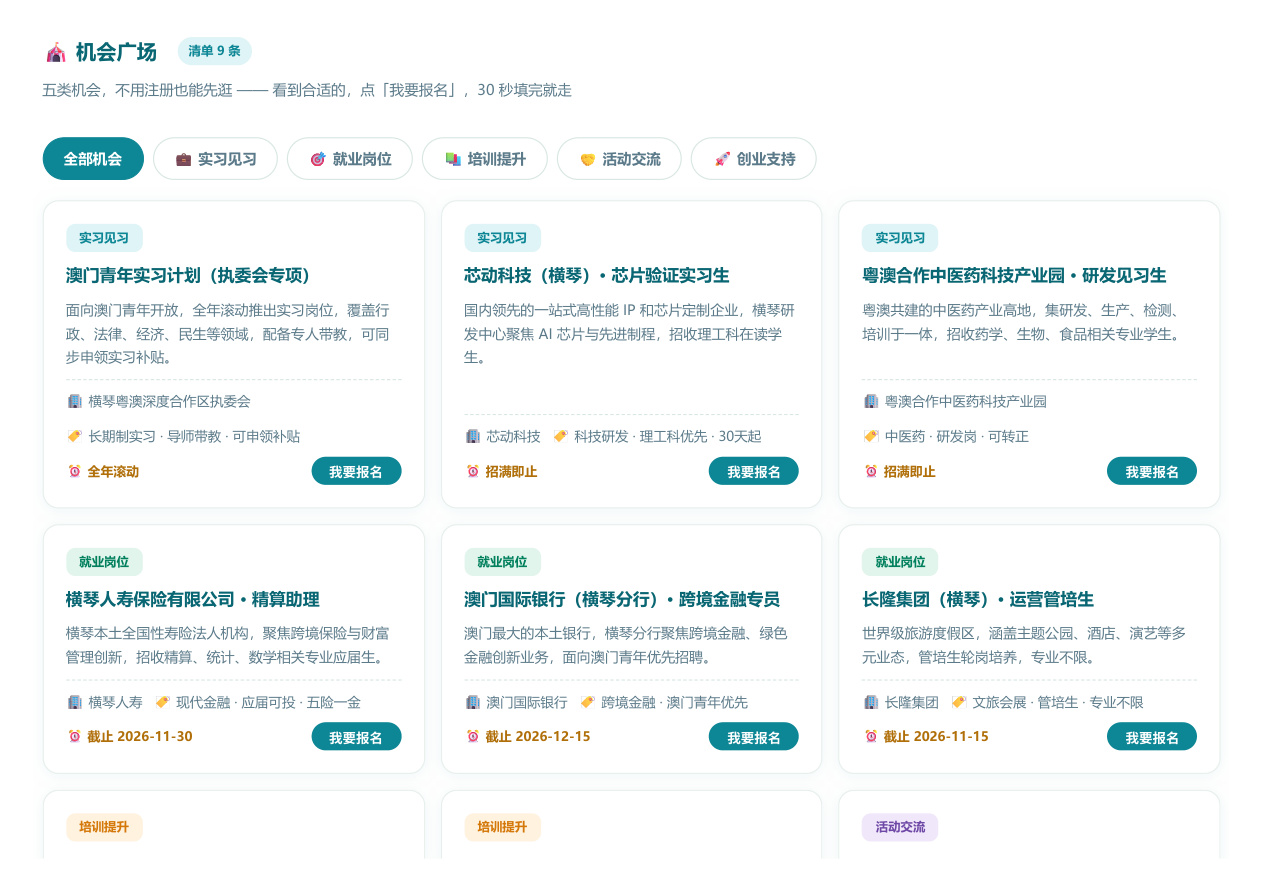 机会广场
清单 9 条
五类机会，不用注册也能先逛 —— 看到合适的，点「我要报名」，30 秒填完就走
全部机会
实习见习
就业岗位
培训提升
活动交流
创业支持
实习见习
澳门青年实习计划（执委会专项）
面向澳门青年开放，全年滚动推出实习岗位，覆盖行
政、法律、经济、民生等领域，配备专人带教，可同
步申领实习补贴。
横琴粤澳深度合作区执委会
长期制实习 · 导师带教 · 可申领补贴
全年滚动
我要报名
实习见习
芯动科技（横琴）· 芯片验证实习生
国内领先的一站式高性能 IP 和芯片定制企业，横琴研
发中心聚焦 AI 芯片与先进制程，招收理工科在读学
生。
芯动科技
科技研发 · 理工科优先 · 30天起
招满即止
我要报名
实习见习
粤澳合作中医药科技产业园 · 研发见习生
粤澳共建的中医药产业高地，集研发、生产、检测、
培训于一体，招收药学、生物、食品相关专业学生。
粤澳合作中医药科技产业园
中医药 · 研发岗 · 可转正
招满即止
我要报名
就业岗位
横琴人寿保险有限公司 · 精算助理
横琴本土全国性寿险法人机构，聚焦跨境保险与财富
管理创新，招收精算、统计、数学相关专业应届生。
横琴人寿
现代金融 · 应届可投 · 五险一金
截止 2026-11-30
我要报名
就业岗位
澳门国际银行（横琴分行）· 跨境金融专员
澳门最大的本土银行，横琴分行聚焦跨境金融、绿色
金融创新业务，面向澳门青年优先招聘。
澳门国际银行
跨境金融 · 澳门青年优先
截止 2026-12-15
我要报名
就业岗位
长隆集团（横琴）· 运营管培生
世界级旅游度假区，涵盖主题公园、酒店、演艺等多
元业态，管培生轮岗培养，专业不限。
长隆集团
文旅会展 · 管培生 · 专业不限
截止 2026-11-15
我要报名
培训提升
培训提升
活动交流